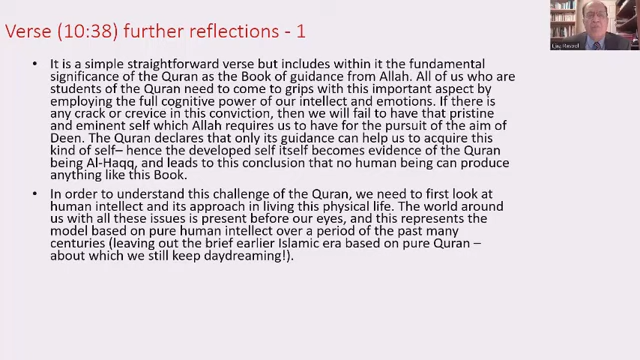 Verse (10:38) further reflections - 1
• It is a simple straightforward verse but includes within it the fundamental
significance of the Quran as the Book of guidance from Allah. All of us who are
students of the Quran need to come to grips with this important aspect by
employing the full cognitive power of our intellect and emotions. If there is
any crack or crevice in this conviction, then we will fail to have that pristine
and eminent self which Allah requires us to have for the pursuit of the aim of
Deen. The Quran declares that only its guidance can help us to acquire this
kind of self– hence the developed self itself becomes evidence of the Quran
being Al-Haqq, and leads to this conclusion that no human being can produce
anything like this Book.
• In order to understand this challenge of the Quran, we need to first look at
human intellect and its approach in living this physical life. The world around
us with all these issues is present before our eyes, and this represents the
model based on pure human intellect over a period of the past many
centuries (leaving out the brief earlier Islamic era based on pure Quran –
about which we still keep daydreaming!).